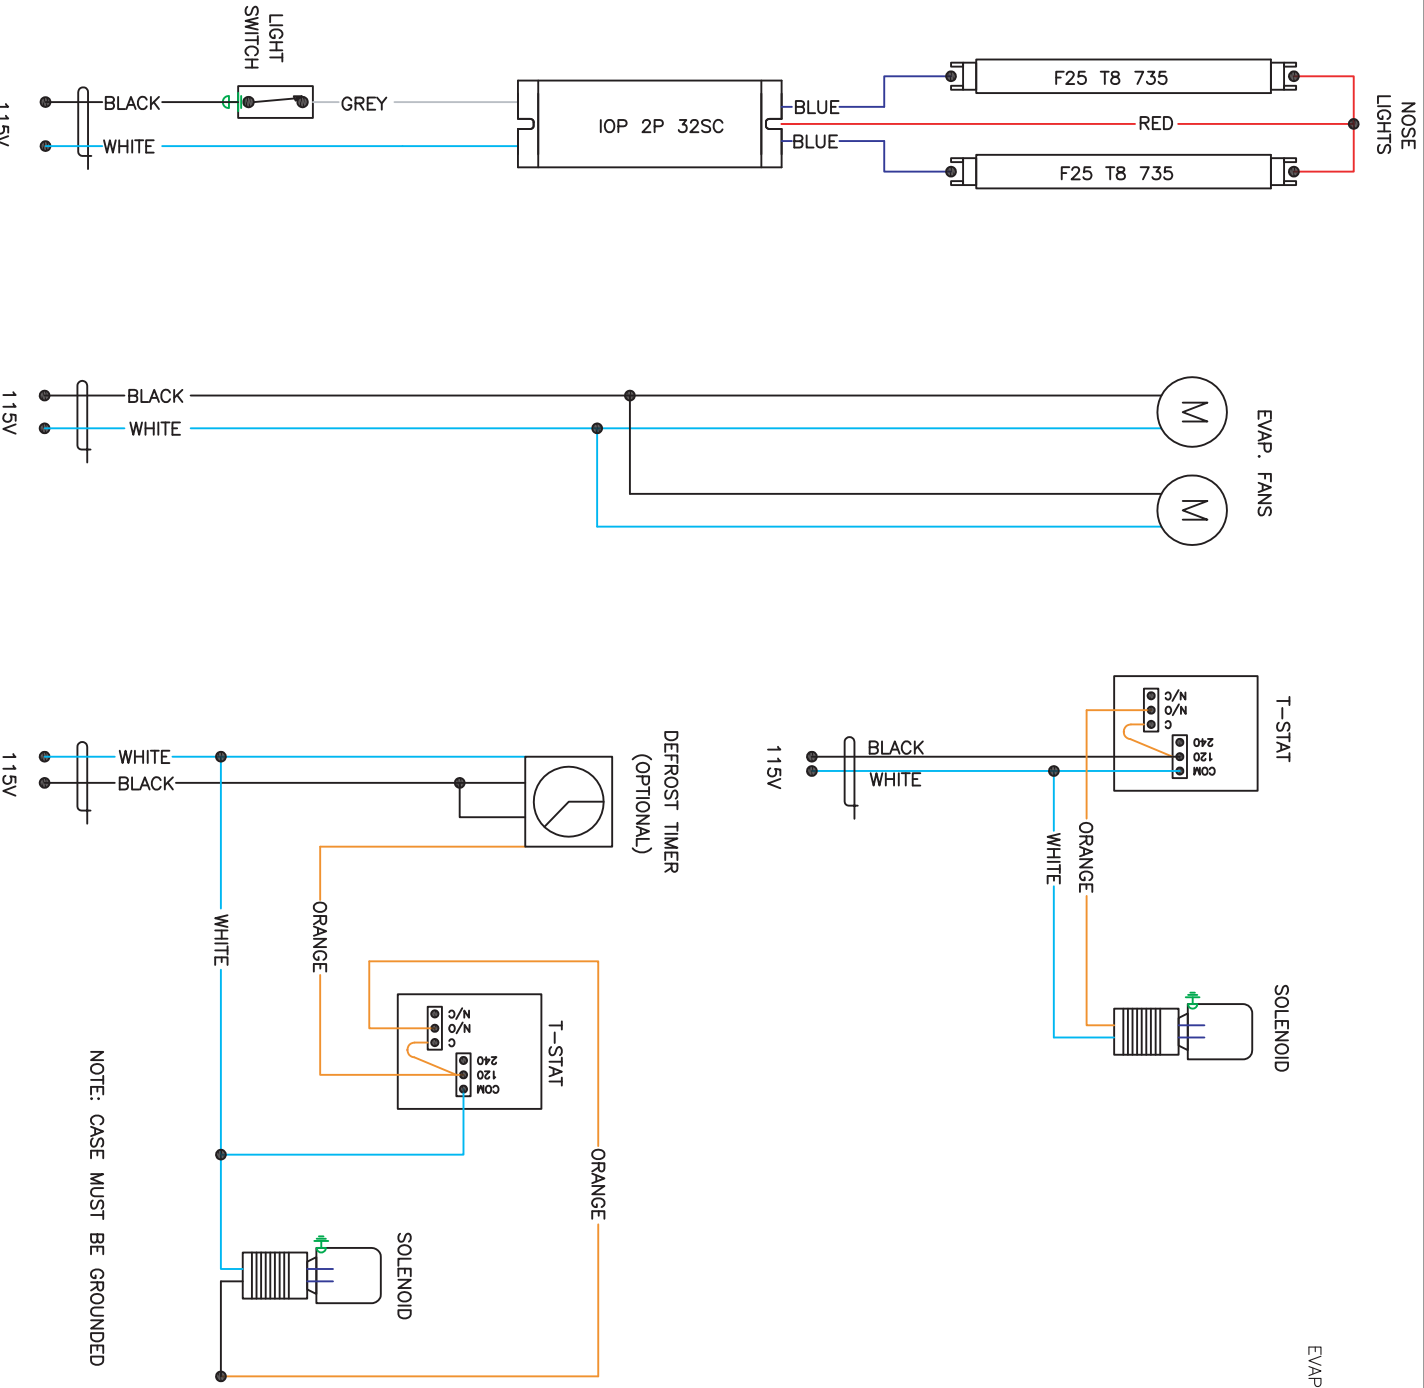 LIGHT
SWITCH
BLACK
WHITE
115V
GREY
IOP 2P 32SC
BLUE
RED
BLUE
F25 T8 735
F25 T8 735
NOSE
LIGHTS
115V
BLACK
WHITE
M
M
EVAP. FANS
115V
WHITE
BLACK
DEFROST TIMER
(OPTIONAL)
WHITE
ORANGE
N/C
N/O
C
240
120
COM
T-STAT
ORANGE
SOLENOID
115V
BLACK
WHITE
N/C
N/O
C
240
120
COM
T-STAT
WHITE
ORANGE
SOLENOID
NOTE: CASE MUST BE GROUNDED
EVAP